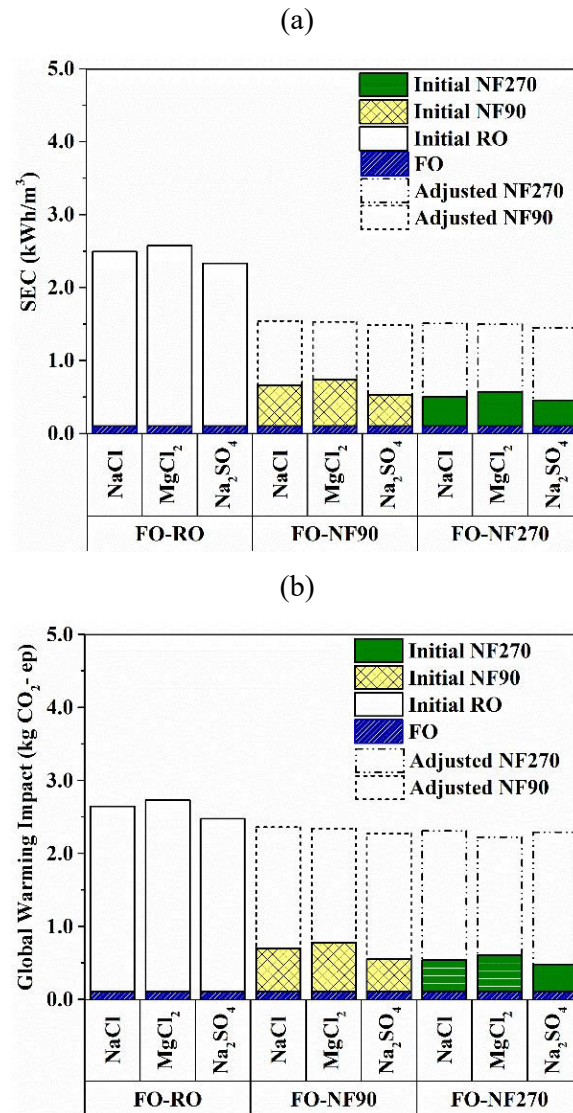 (a)
5.0
4.0
3.0
2.0
1.0
0.0
SEC (kWh/m³)
Initial NF270
Initial NF90
Initial RO
FO
Adjusted NF270
Adjusted NF90
NaCl
MgCl₂
Na₂SO₄
NaCl
MgCl₂
Na₂SO₄
NaCl
MgCl₂
Na₂SO₄
FO-RO
FO-NF90
FO-NF270
(b)
5.0
4.0
3.0
2.0
1.0
0.0
Global Warming Impact (kg CO₂- ep)
Initial NF270
Initial NF90
Initial RO
FO
Adjusted NF270
Adjusted NF90
NaCl
MgCl₂
Na₂SO₄
NaCl
MgCl₂
Na₂SO₄
NaCl
MgCl₂
Na₂SO₄
FO-RO
FO-NF90
FO-NF270